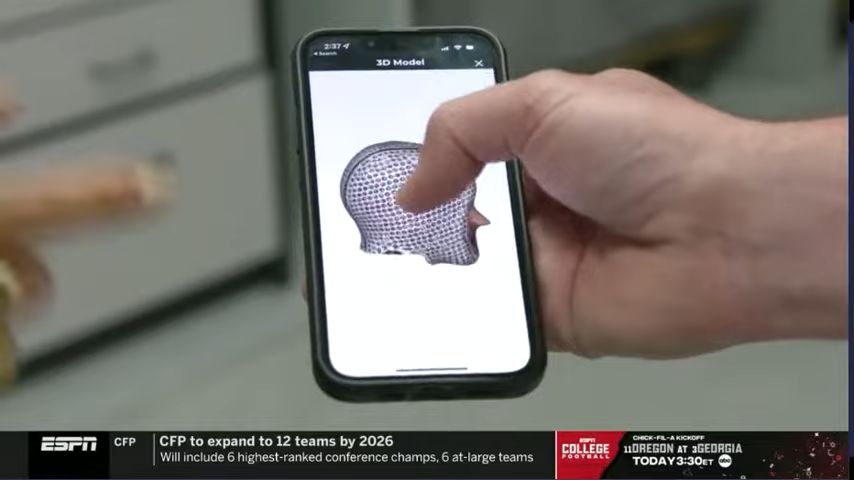 2:37
Search
3D Model
ESPN
CFP
CFP to expand to 12 teams by 2026
Will include 6 highest-ranked conference champs, 6 at-large teams
ESPN
COLLEGE
FOOTBALL
CHICK-FIL-A KICKOFF
11OREGON AT 3GEORGIA
TODAY 3:30 ET abc